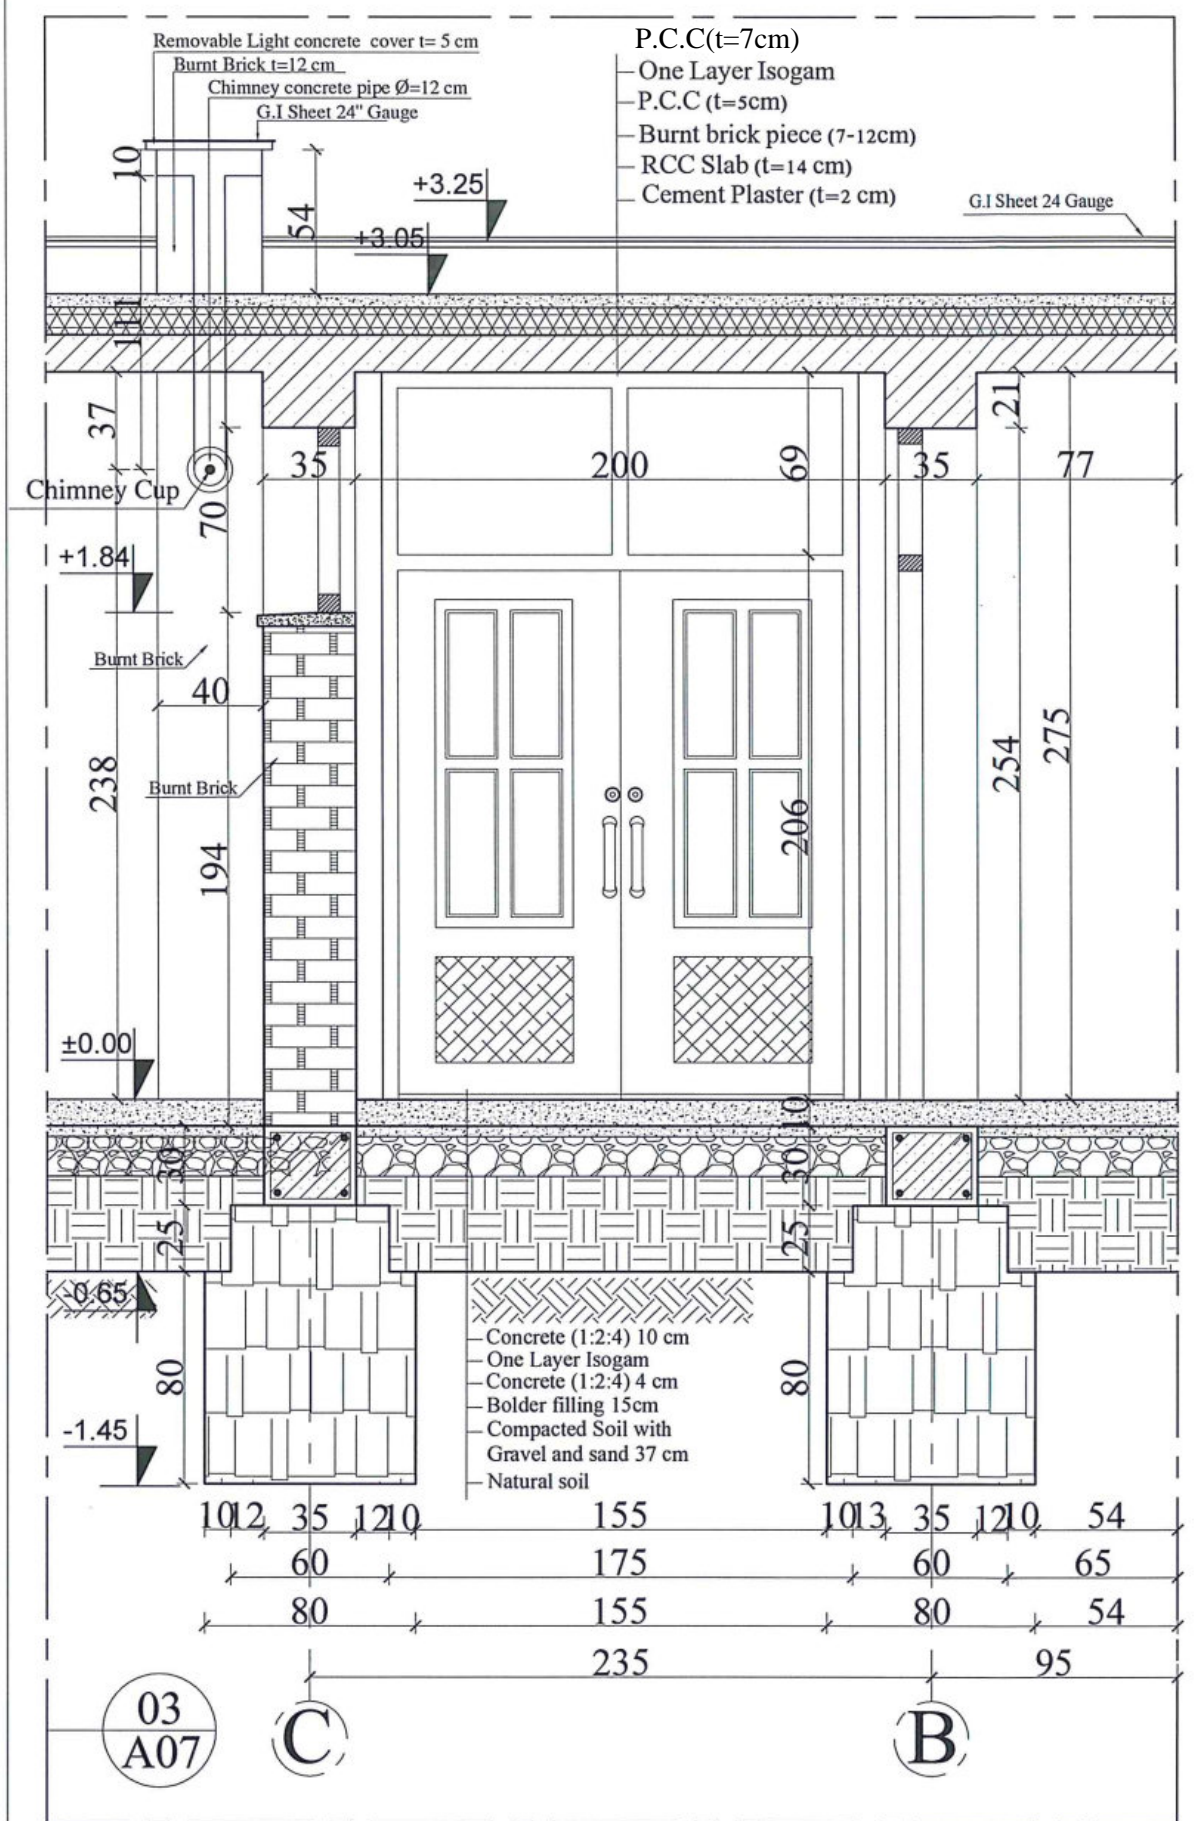 Removable Light concrete cover t= 5 cm
Burnt Brick t=12 cm
Chimney concrete pipe Ø=12 cm
G.I Sheet 24" Gauge
P.C.C(t=7cm)
One Layer Isogam
P.C.C (t=5cm)
Burnt brick piece (7-12cm)
RCC Slab (t=14 cm)
Cement Plaster (t=2 cm)
G.I Sheet 24 Gauge
10
54
+3.25
+3.05
111
37
21
35
200
69
35
77
Chimney Cup
70
+1.84
Burnt Brick
40
238
Burnt Brick
194
206
254
275
±0.00
10
30
30
25
25
-0.65
80
80
-1.45
Concrete (1:2:4) 10 cm
One Layer Isogam
Concrete (1:2:4) 4 cm
Bolder filling 15cm
Compacted Soil with
Gravel and sand 37 cm
Natural soil
10 12 35 12 10 155 10 13 35 12 10 54
60 175 60 65
80 155 80 54
235 95
03
A07
C
B